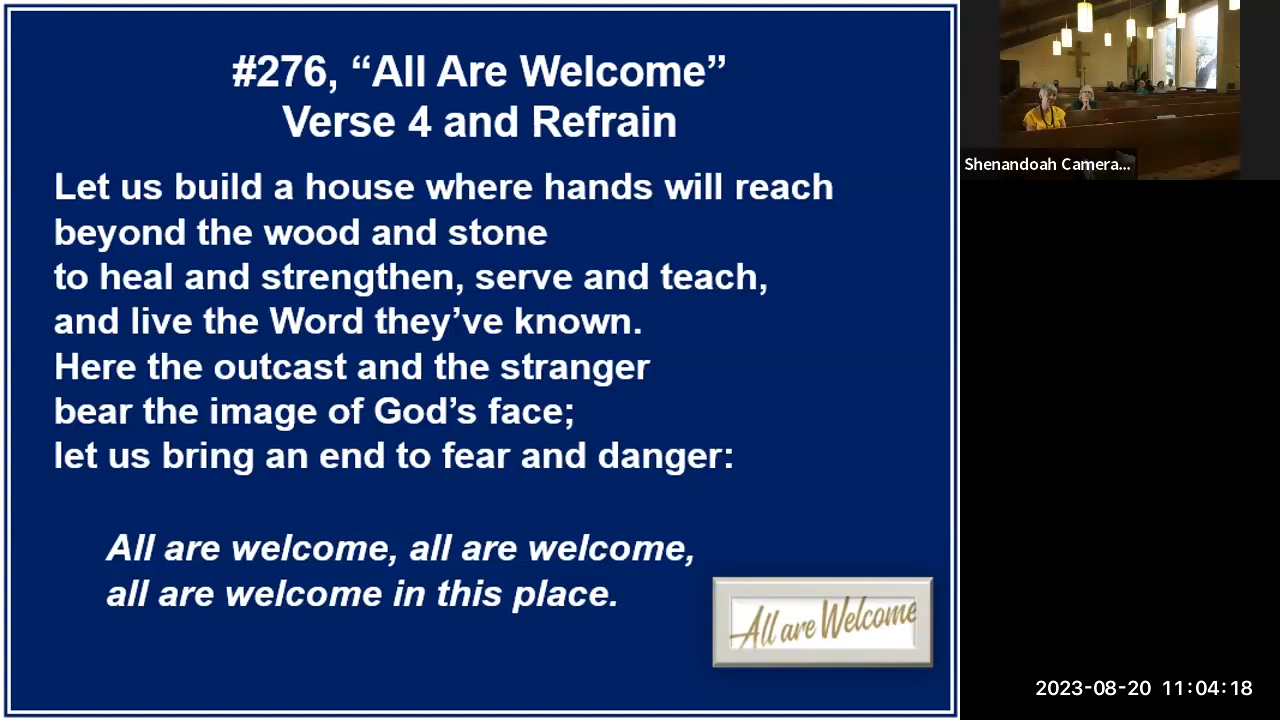 #276, “All Are Welcome”
Verse 4 and Refrain
Let us build a house where hands will reach
beyond the wood and stone
to heal and strengthen, serve and teach,
and live the Word they’ve known.
Here the outcast and the stranger
bear the image of God’s face;
let us bring an end to fear and danger:
All are welcome, all are welcome,
all are welcome in this place.
All are Welcome
Shenandoah Camera...
2023-08-20 11:04:18